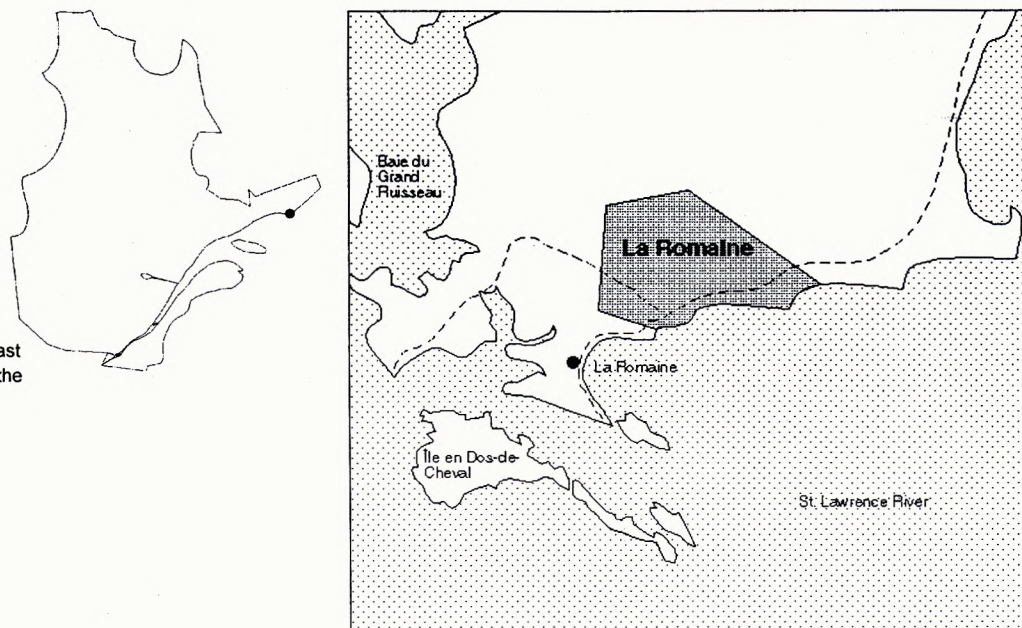 ast
the
Baie du
Grand
Ruisseau
La Romaine
La Romaine
Île en Dos-de-
Cheval
St. Lawrence River